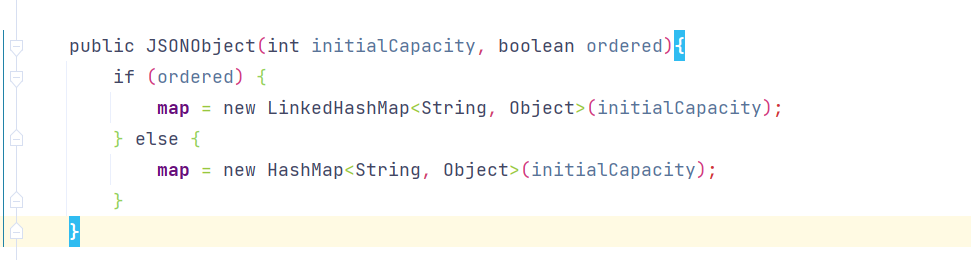 public JSONObject(int initialCapacity, boolean ordered){
if (ordered) {
map = new LinkedHashMap<String, Object>(initialCapacity);
} else {
map = new HashMap<String, Object>(initialCapacity);
}
}